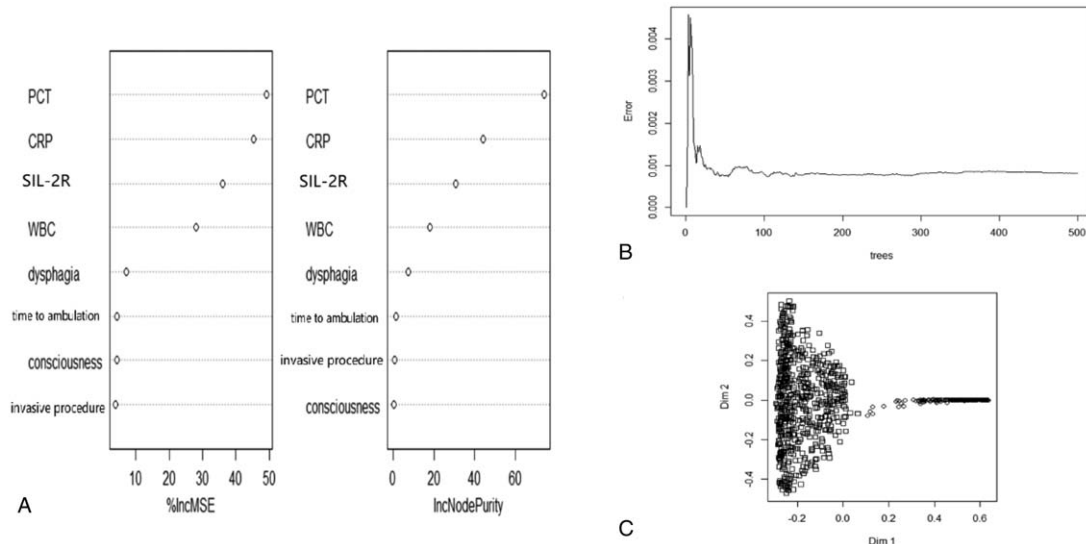 PCT
CRP
SIL-2R
WBC
dysphagia
time to ambulation
consciousness
invasive procedure
10 20 30 40 50
%IncMSE
A
PCT
CRP
SIL-2R
WBC
dysphagia
time to ambulation
invasive procedure
consciousness
0 20 40 60
IncNodePurity
Error
0.004
0.003
0.002
0.001
0.000
0 100 200 300 400 500
trees
B
Dim 2
0.4
0.2
0.0
-0.2
-0.4
-0.2 0.0 0.2 0.4 0.6
Dim 1
C